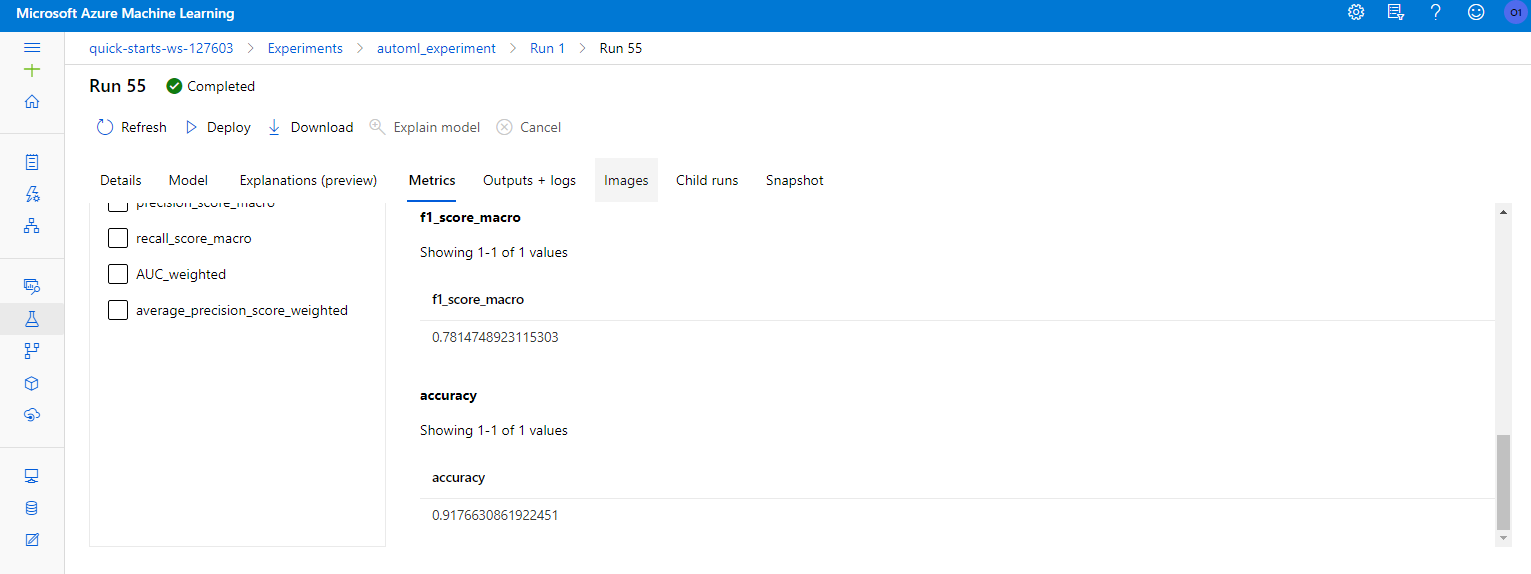 Microsoft Azure Machine Learning
O1
quick-starts-ws-127603 > Experiments > automl_experiment > Run 1 > Run 55
Run 55 Completed
Refresh Deploy Download Explain model Cancel
Details Model Explanations (preview) Metrics Outputs + logs Images Child runs Snapshot
precision_score_macro
recall_score_macro
AUC_weighted
average_precision_score_weighted
f1_score_macro
Showing 1-1 of 1 values
f1_score_macro
0.7814748923115303
accuracy
Showing 1-1 of 1 values
accuracy
0.9176630861922451